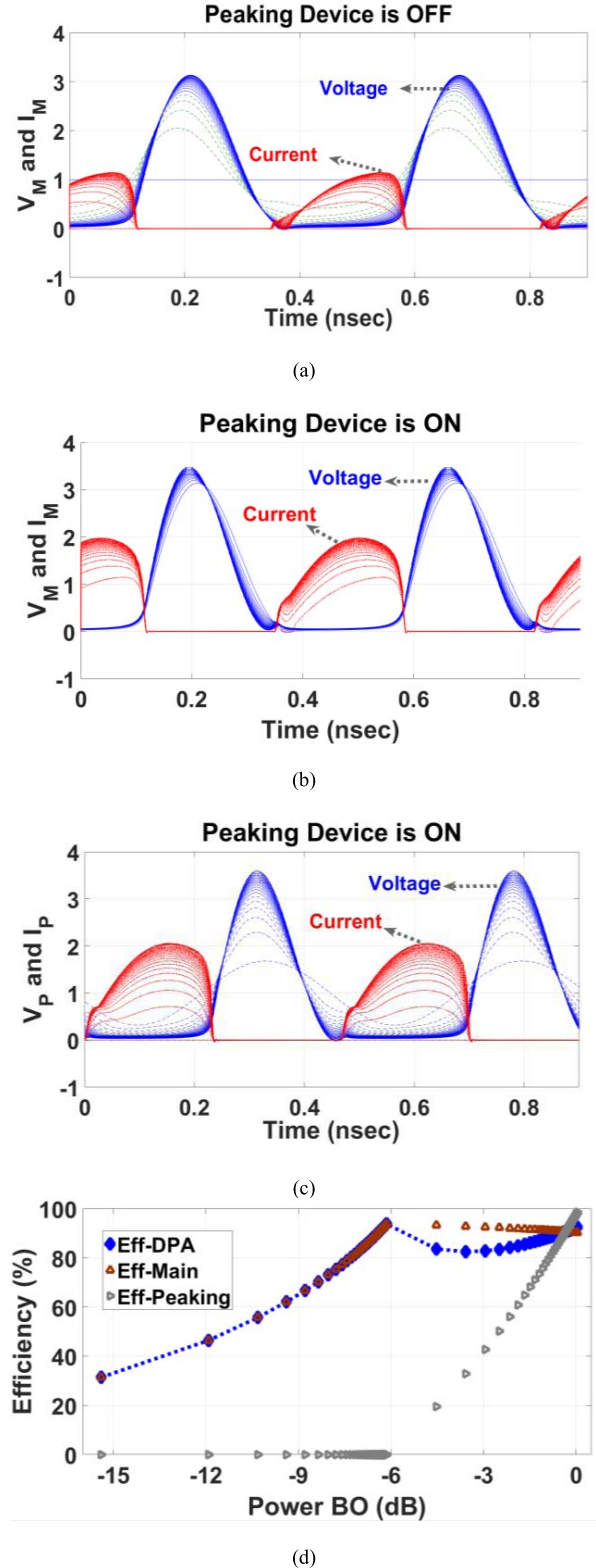 Peaking Device is OFF
4
3
2
1
0
-1
V_M and I_M
Voltage
Current
0
0.2
0.4
0.6
0.8
Time (nsec)
(a)
Peaking Device is ON
4
3
2
1
0
-1
V_M and I_M
Voltage
Current
0
0.2
0.4
0.6
0.8
Time (nsec)
(b)
Peaking Device is ON
4
3
2
1
0
-1
V_P and I_P
Voltage
Current
0
0.2
0.4
0.6
0.8
Time (nsec)
(c)
100
80
60
40
20
0
Efficiency (%)
Eff-DPA
Eff-Main
Eff-Peaking
-15
-12
-9
-6
-3
0
Power BO (dB)
(d)